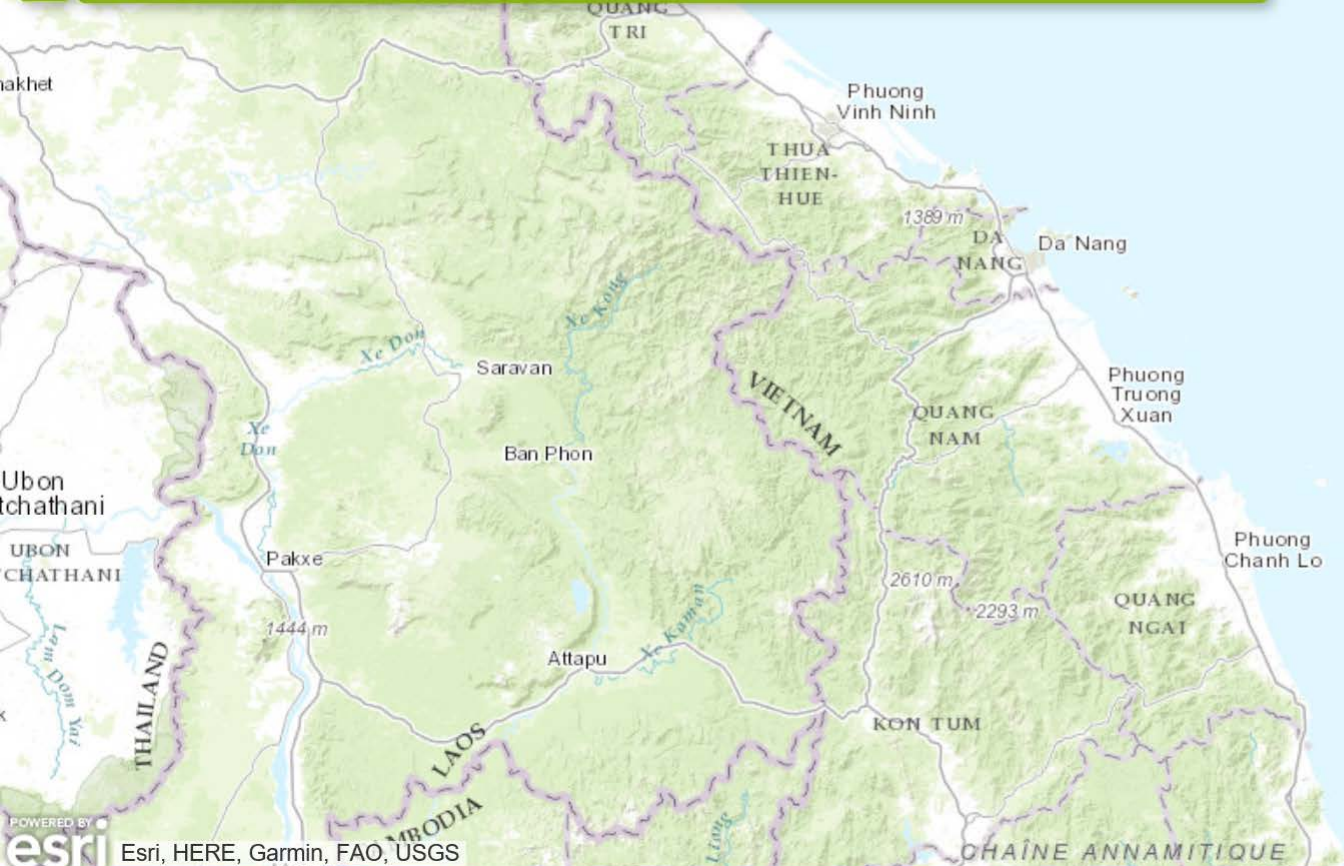 QUANG
TRI
nakhet
Phuong
Vinh Ninh
THUA
THIEN-
HUE
1389 m
DA
NANG
Da Nang
Xe Kong
Xe Don
Saravan
VIETNAM
Phuong
Truong
Xuan
QUANG
NAM
Xe
Don
Ban Phon
Ubon
tchathani
UBON
TCHATHANI
Pakxe
Phuong
Chanh Lo
2610 m
2293 m
QUANG
NGAI
Xe Kaman
1444 m
Lam Dom Yai
Attapu
THAILAND
k
KON TUM
LAOS
MBODIA
Liong
CHAÎNE ANNAMITIQUE
POWERED BY
esri
Esri, HERE, Garmin, FAO, USGS